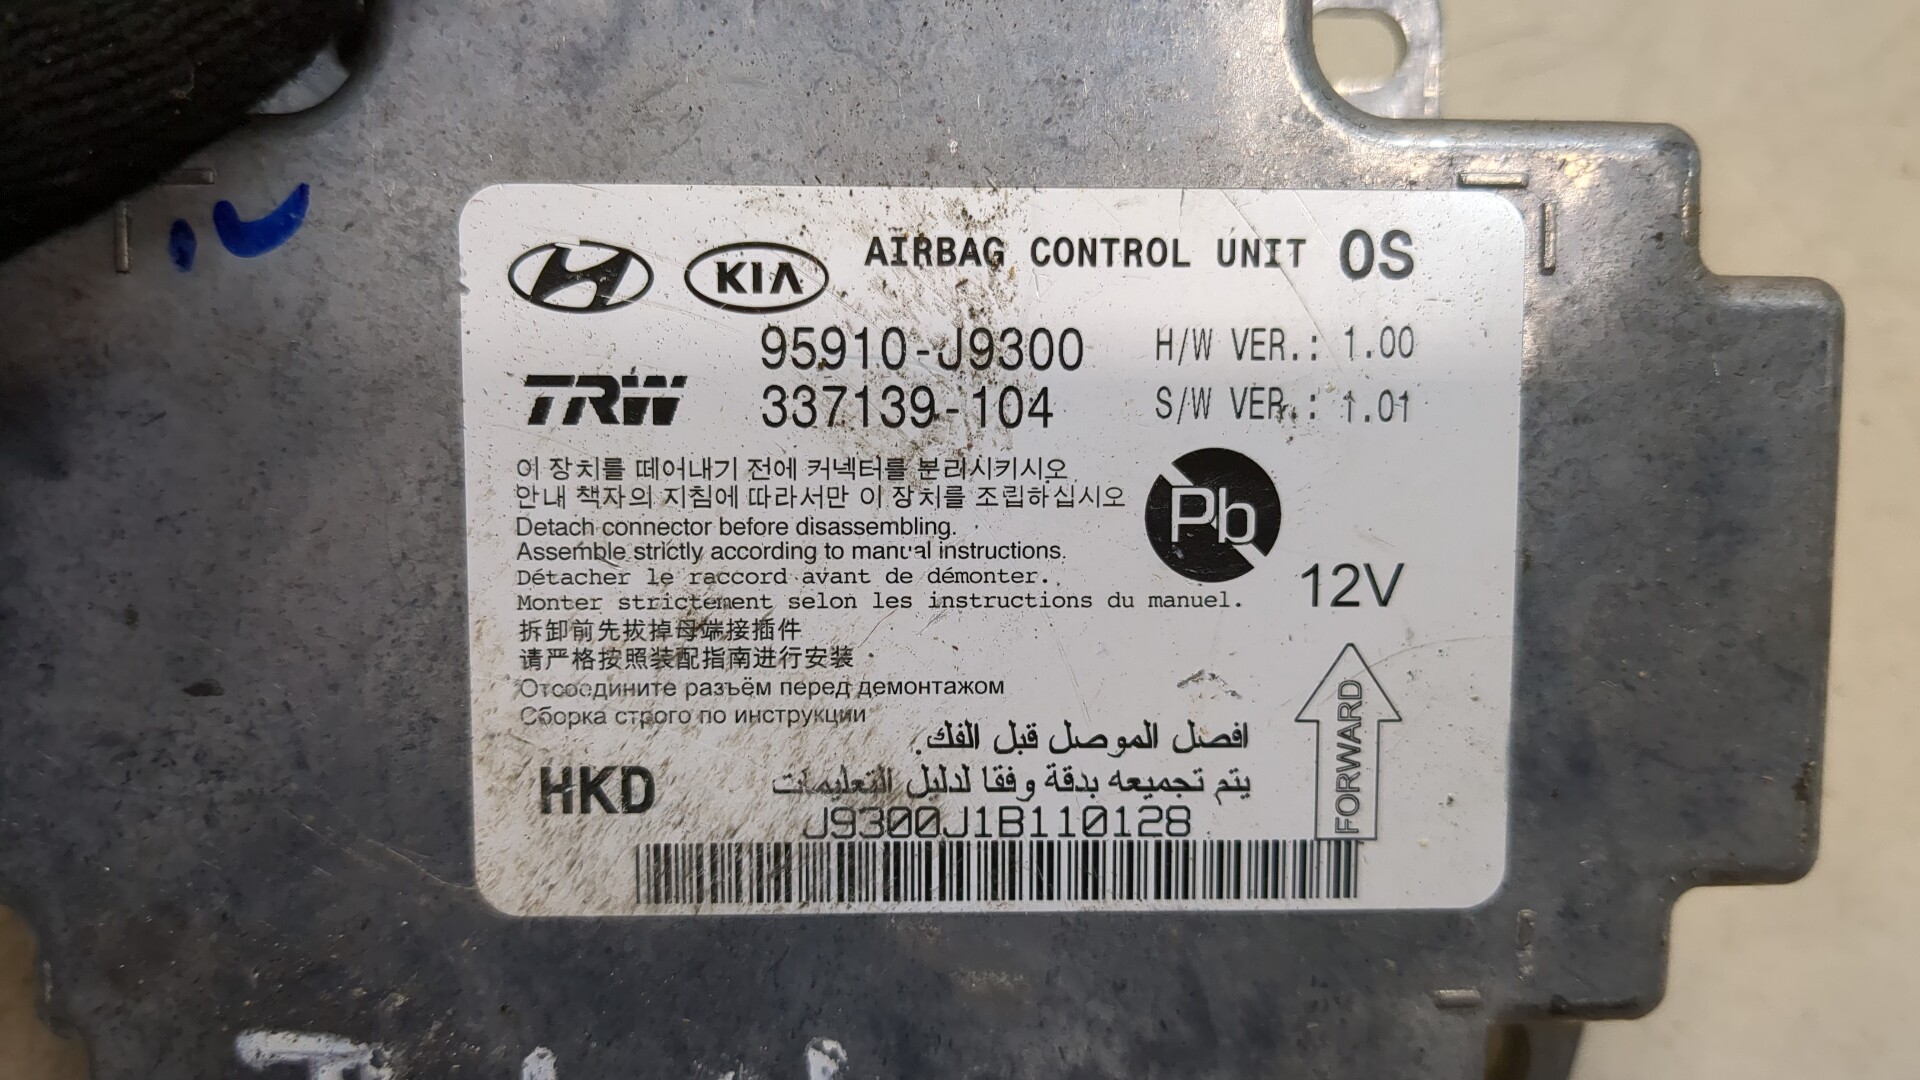 KIA AIRBAG CONTROL UNIT OS
95910-J9300 H/W VER.: 1.00
TRW 337139-104 S/W VER.: 1.01
이 장치를 떼어내기 전에 커넥터를 분리시키시오
안내 책자의 지침에 따라서만 이 장치를 조립하십시오
Pb
Detach connector before disassembling.
Assemble strictly according to manual instructions.
Détacher le raccord avant de démonter.
Monter strictement selon les instructions du manuel.
12V
拆卸前先拔掉母端接插件
请严格按照装配指南进行安装
Отсоедините разъём перед демонтажом
Сборка строго по инструкции
افصل الموصل قبل الفك.
يتم تجميعه بدقة وفقا لدليل التعليمات
FORWARD
HKD
J9300J1B110128